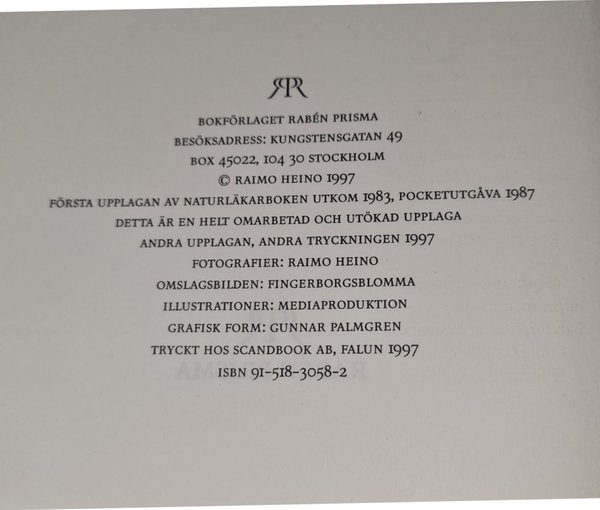 RPR
BOKFÖRLAGET RABÉN PRISMA
BESÖKSADRESS: KUNGSTENSGATAN 49
BOX 45022, 104 30 STOCKHOLM
© RAIMO HEINO 1997
FÖRSTA UPPLAGAN AV NATURLÄKARBOKEN UTKOM 1983, POCKETUTGÅVA 1987
DETTA ÄR EN HELT OMARBETAD OCH UTÖKAD UPPLAGA
ANDRA UPPLAGAN, ANDRA TRYCKNINGEN 1997
FOTOGRAFIER: RAIMO HEINO
OMSLAGSBILDEN: FINGERBORGSBLOMMA
ILLUSTRATIONER: MEDIAPRODUKTION
GRAFISK FORM: GUNNAR PALMGREN
TRYCKT HOS SCANDBOOK AB, FALUN 1997
ISBN 91-518-3058-2